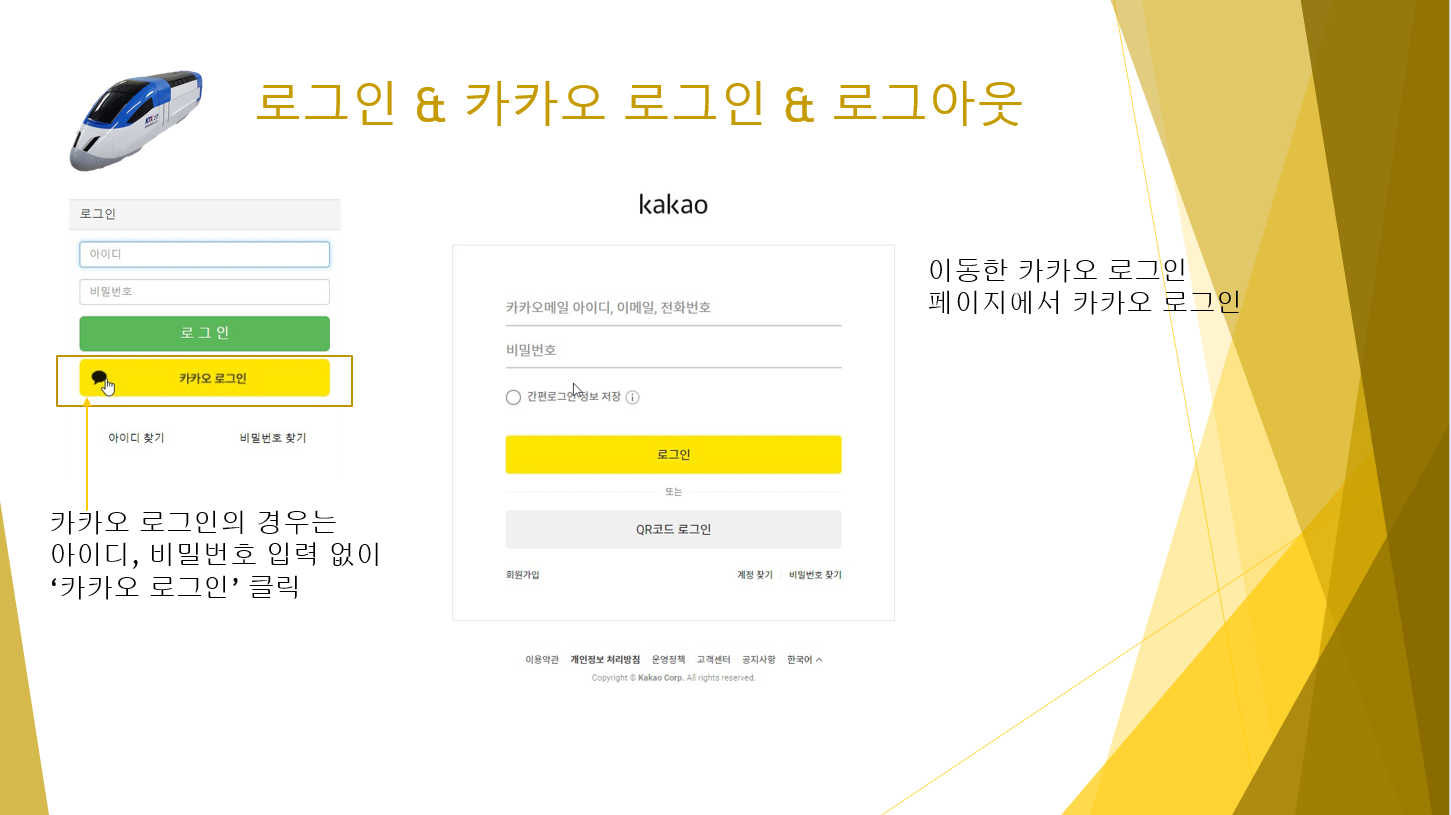 로그인 & 카카오 로그인 & 로그아웃
로그인
아이디
비밀번호
로 그 인
카카오 로그인
아이디 찾기 비밀번호 찾기
카카오 로그인의 경우는
아이디, 비밀번호 입력 없이
‘카카오 로그인’ 클릭
kakao
카카오메일 아이디, 이메일, 전화번호
비밀번호
간편로그인 정보 저장
로그인
또는
QR코드 로그인
회원가입 계정 찾기 비밀번호 찾기
이용약관 개인정보 처리방침 운영정책 고객센터 공지사항 한국어
Copyright © Kakao Corp. All rights reserved.
이동한 카카오 로그인
페이지에서 카카오 로그인